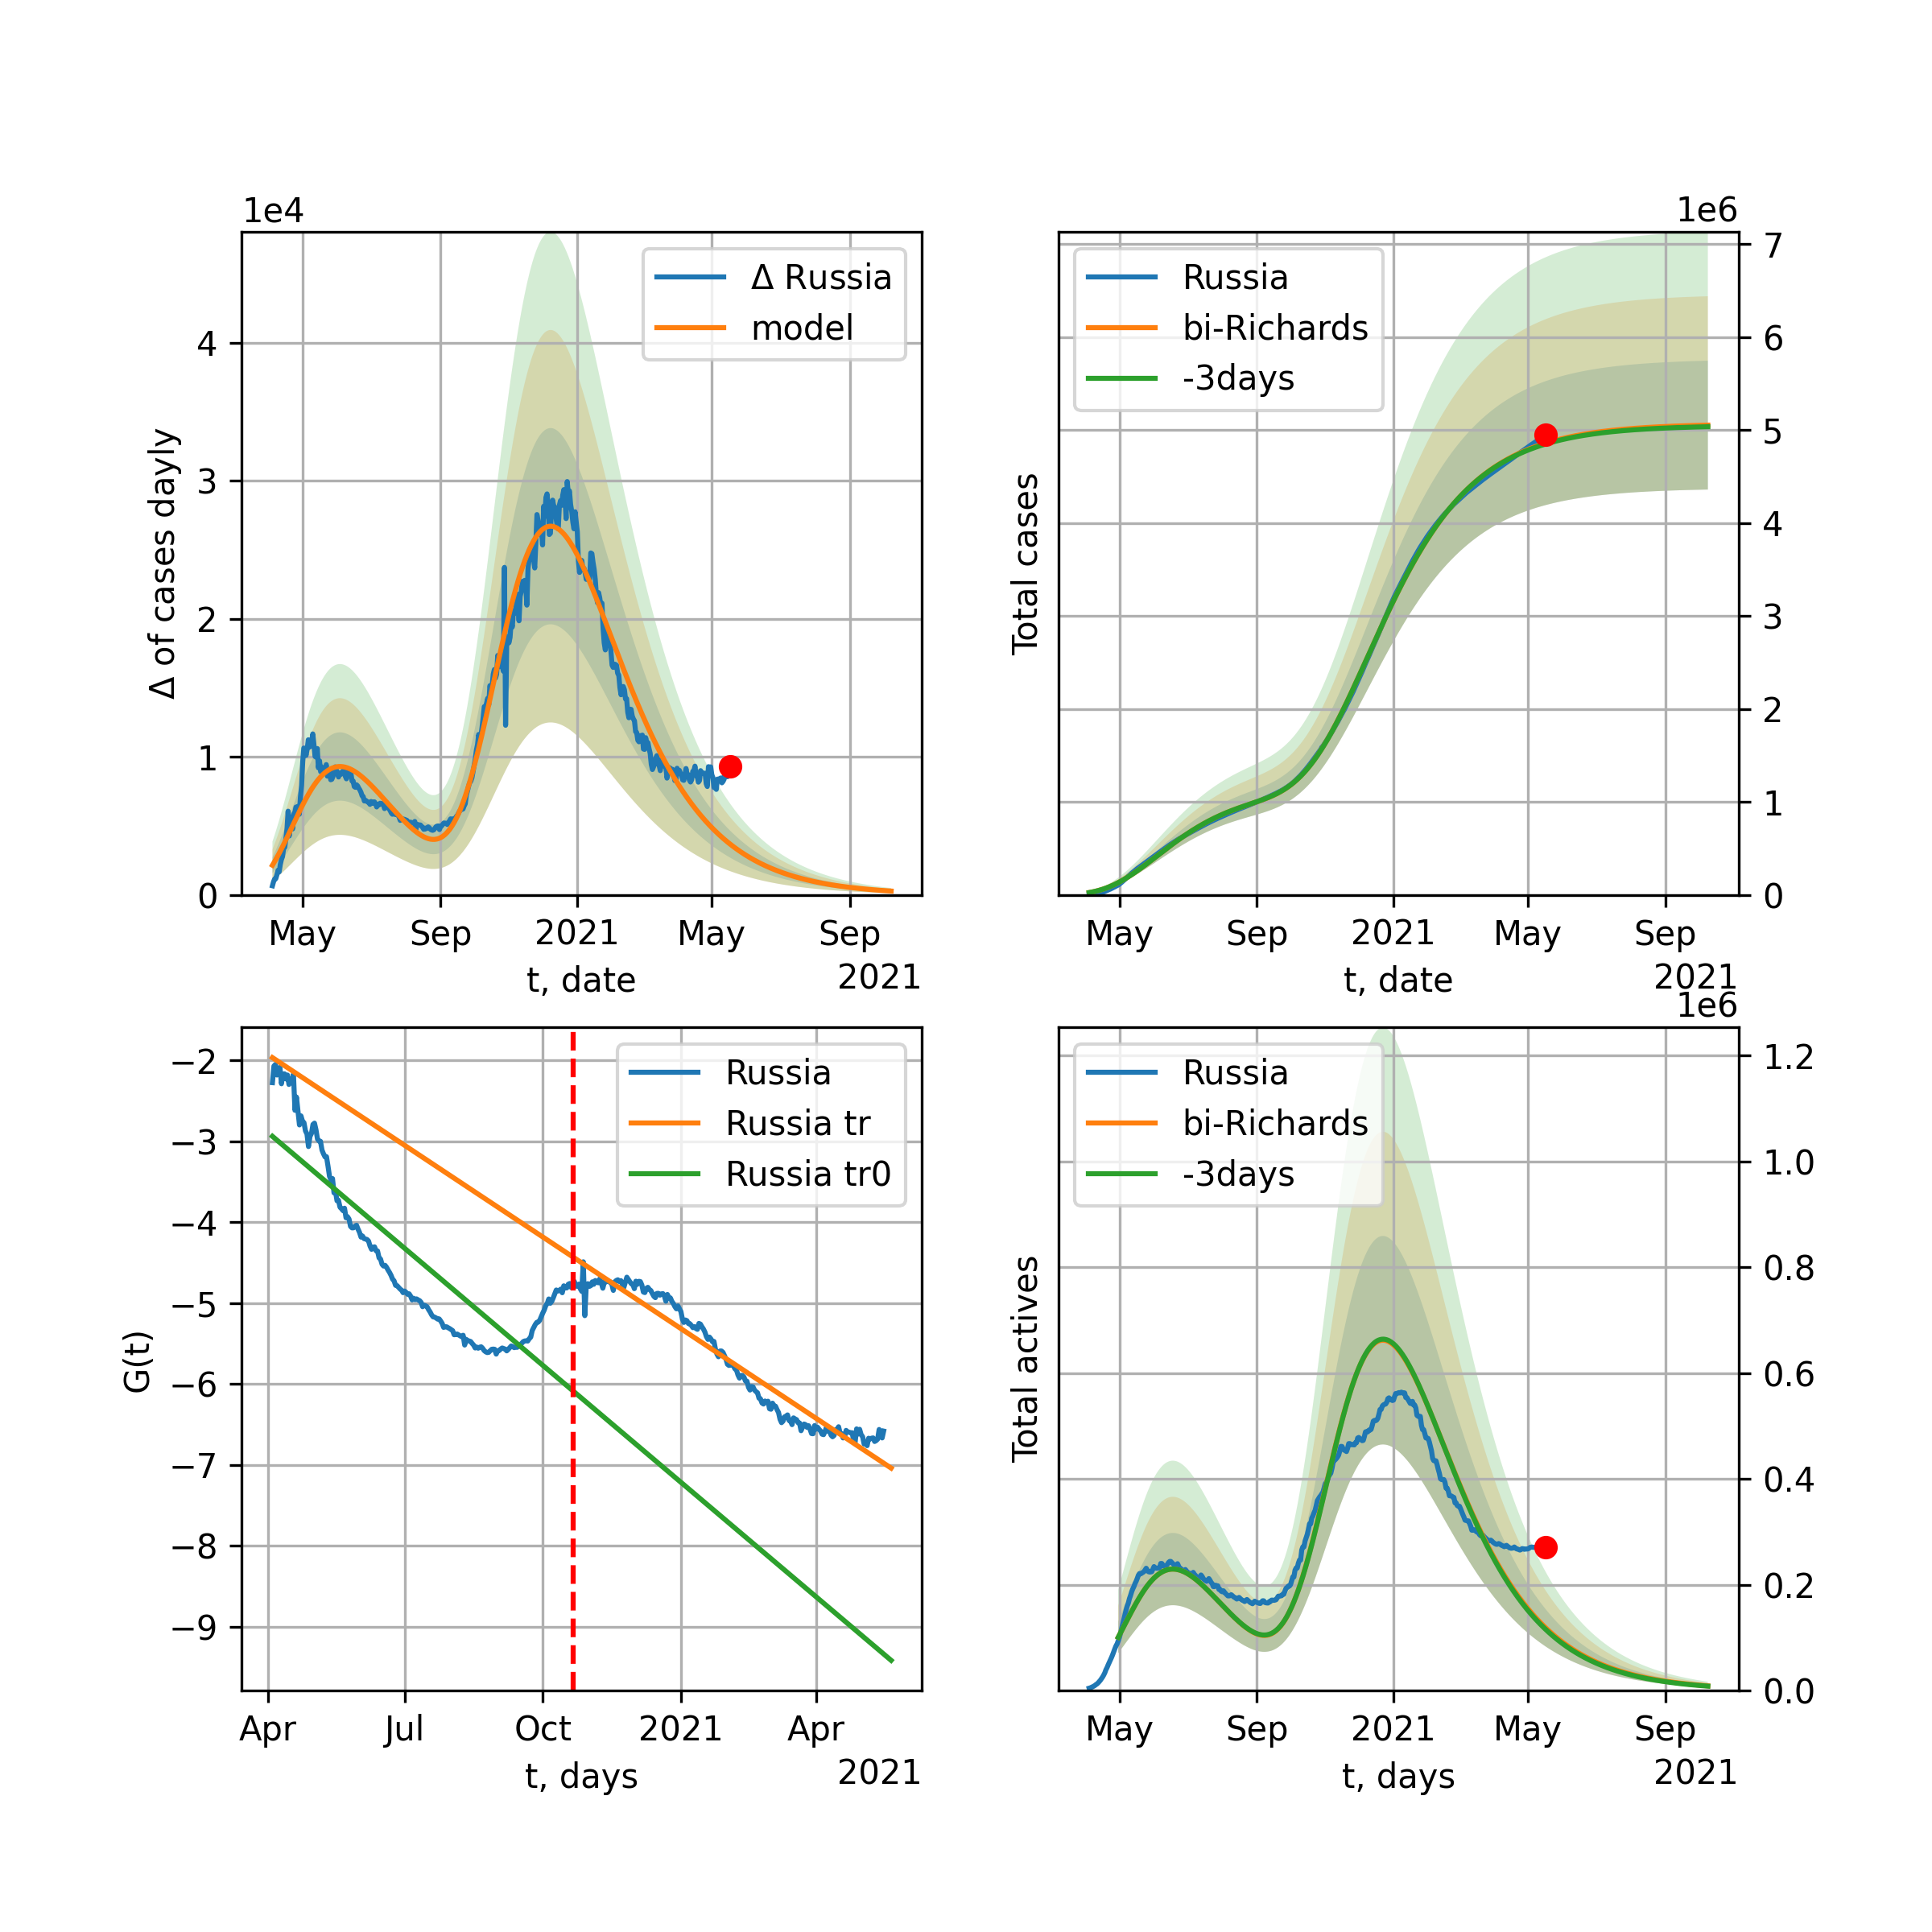 1e4
Δ Russia
model
4
3
2
1
0
Δ of cases dayly
May Sep 2021 May Sep
t, date
2021
1e6
Russia
bi-Richards
-3days
7
6
5
4
3
2
1
0
Total cases
May Sep 2021 May Sep
t, date
2021
Russia
Russia tr
Russia tr0
−2
−3
−4
−5
−6
−7
−8
−9
G(t)
Apr Jul Oct 2021 Apr
t, days
2021
1e6
Russia
bi-Richards
-3days
1.2
1.0
0.8
0.6
0.4
0.2
0.0
Total actives
May Sep 2021 May Sep
t, days
2021